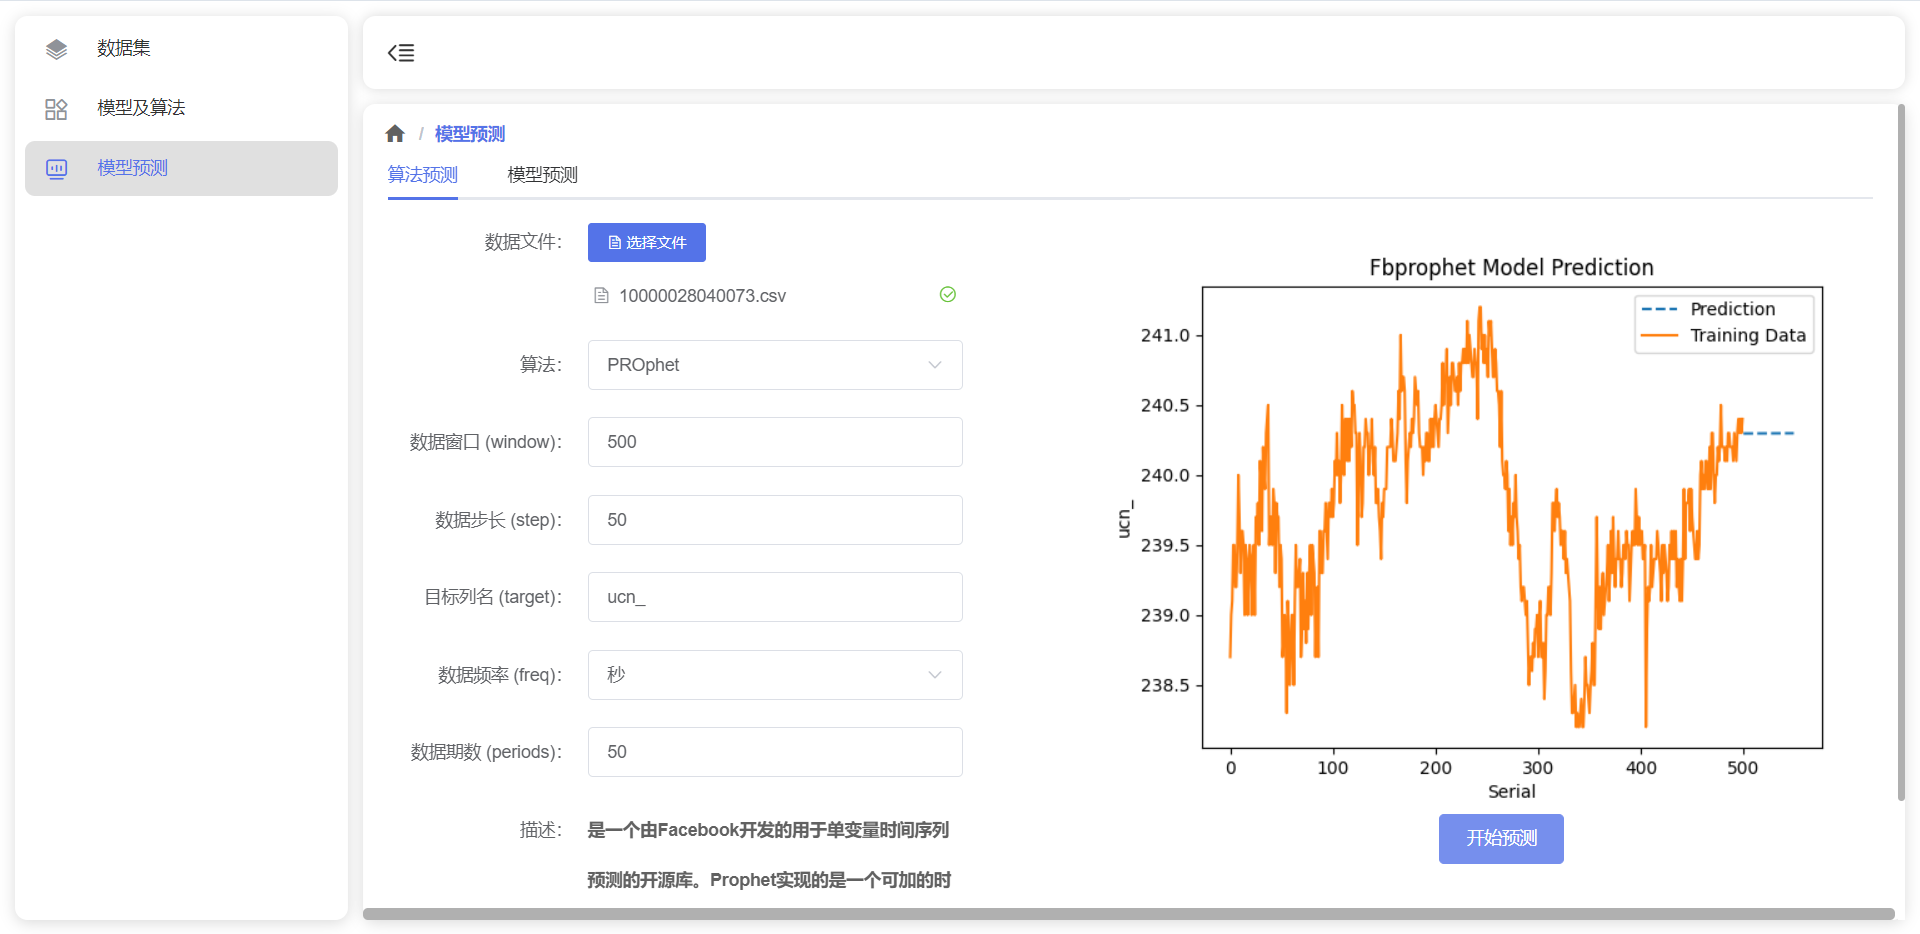 数据集
模型及算法
模型预测
/ 模型预测
算法预测 模型预测
数据文件: 选择文件
10000028040073.csv
算法: PROphet
数据窗口 (window): 500
数据步长 (step): 50
目标列名 (target): ucn_
数据频率 (freq): 秒
数据期数 (periods): 50
描述: 是一个由Facebook开发的用于单变量时间序列
预测的开源库。Prophet实现的是一个可加的时
Fbprophet Model Prediction
Prediction
Training Data
241.0
240.5
240.0
239.5
239.0
238.5
ucn_
0 100 200 300 400 500
Serial
开始预测